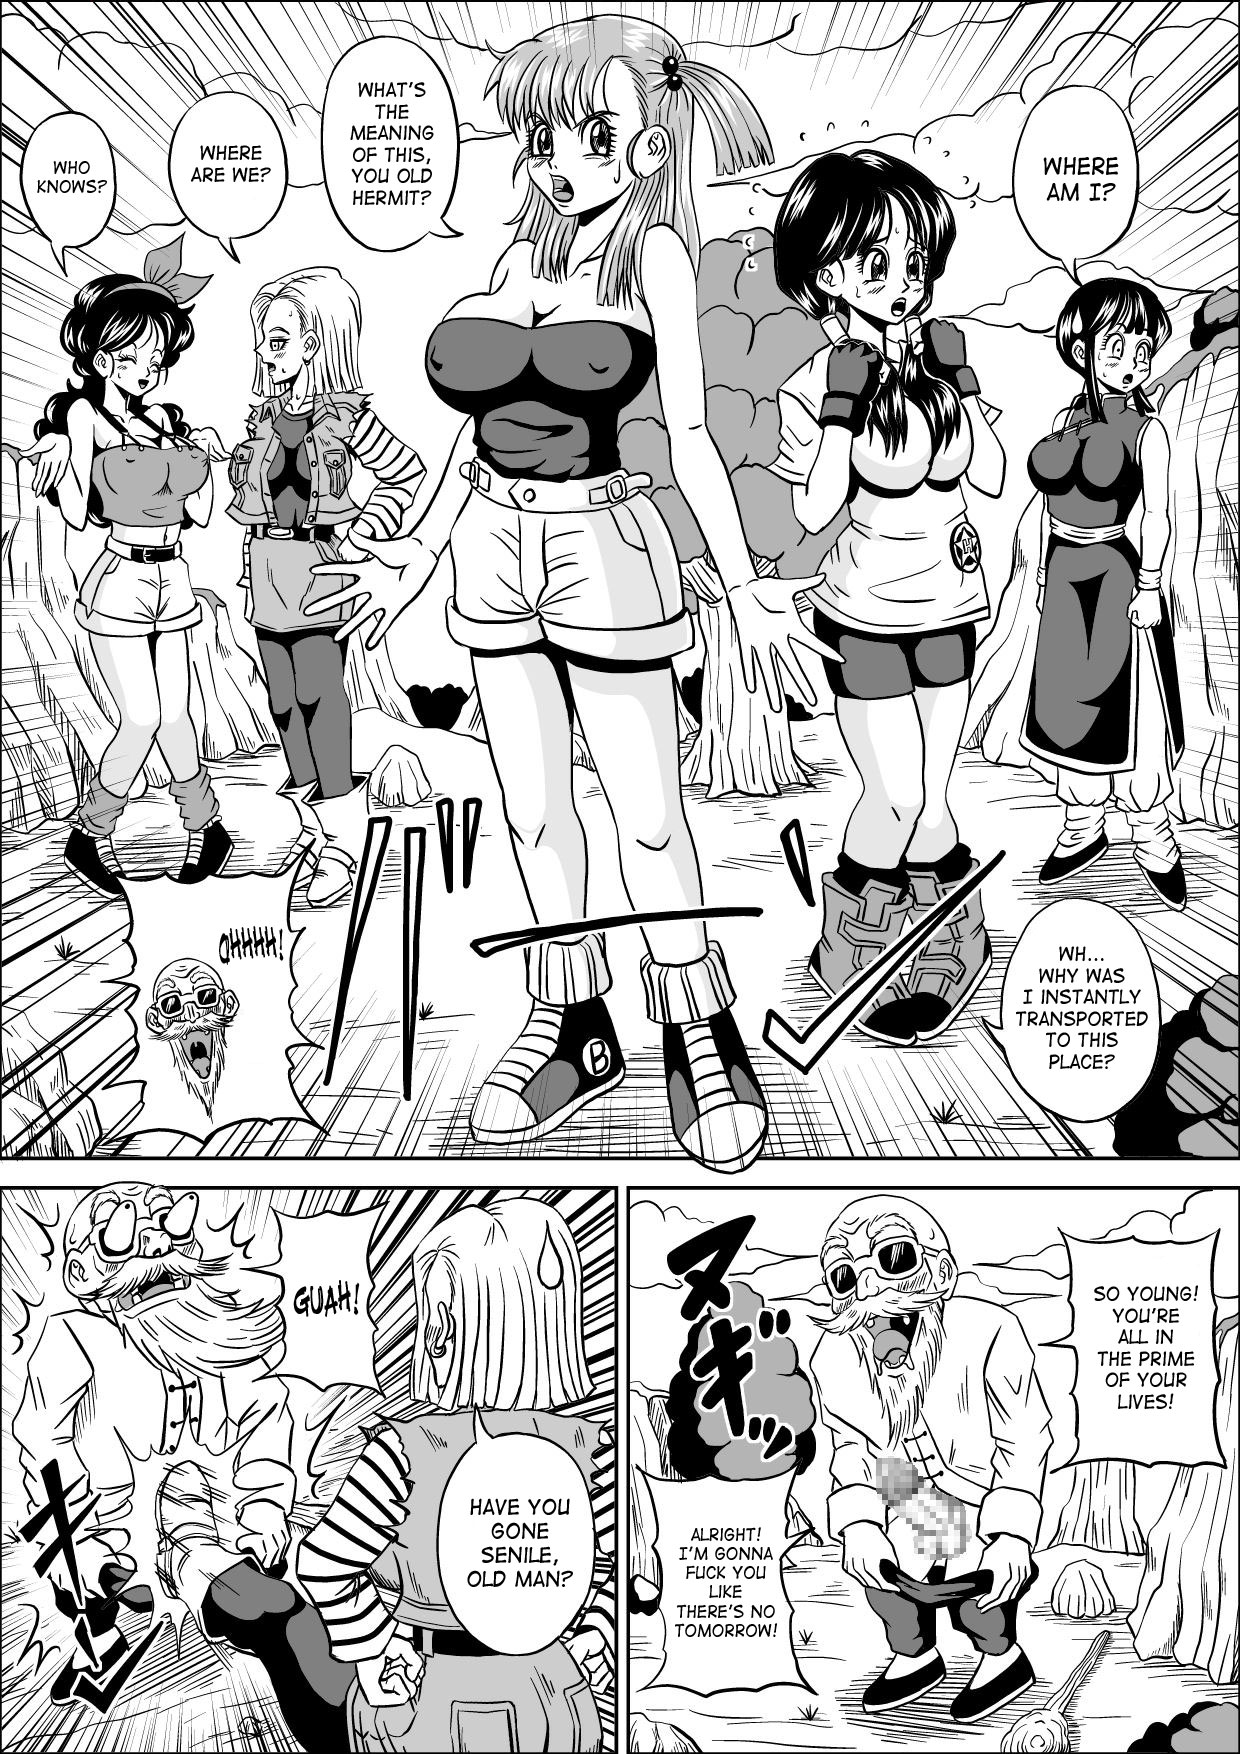 WHERE
AM I?
WHAT'S
THE
MEANING
OF THIS,
YOU OLD
HERMIT?
WHERE
ARE WE?
WHO
KNOWS?
H
B
WH...
WHY WAS
I INSTANTLY
TRANSPORTED
TO THIS
PLACE?
OHHHH!
SO YOUNG!
YOU'RE
ALL IN
THE PRIME
OF YOUR
LIVES!
ヌギッ
ALRIGHT!
I'M GONNA
FUCK YOU
LIKE
THERE'S NO
TOMORROW!
GUAH!
HAVE YOU
GONE
SENILE,
OLD MAN?